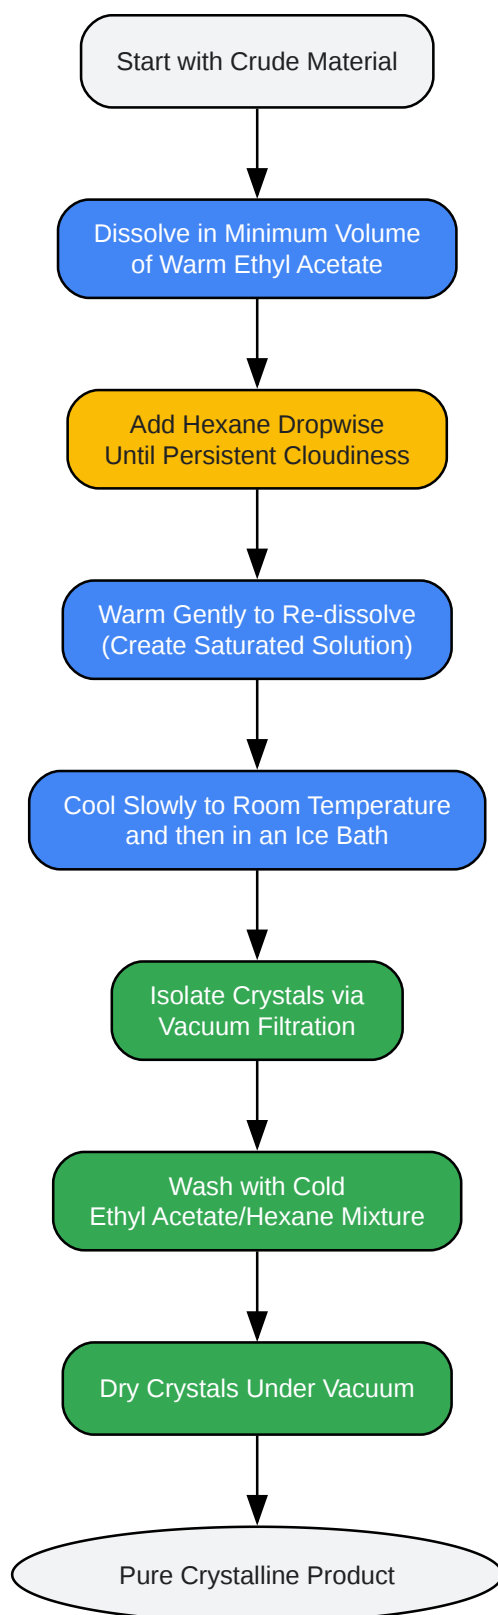 Start with Crude Material
Dissolve in Minimum Volume
of Warm Ethyl Acetate
Add Hexane Dropwise
Until Persistent Cloudiness
Warm Gently to Re-dissolve
(Create Saturated Solution)
Cool Slowly to Room Temperature
and then in an Ice Bath
Isolate Crystals via
Vacuum Filtration
Wash with Cold
Ethyl Acetate/Hexane Mixture
Dry Crystals Under Vacuum
Pure Crystalline Product